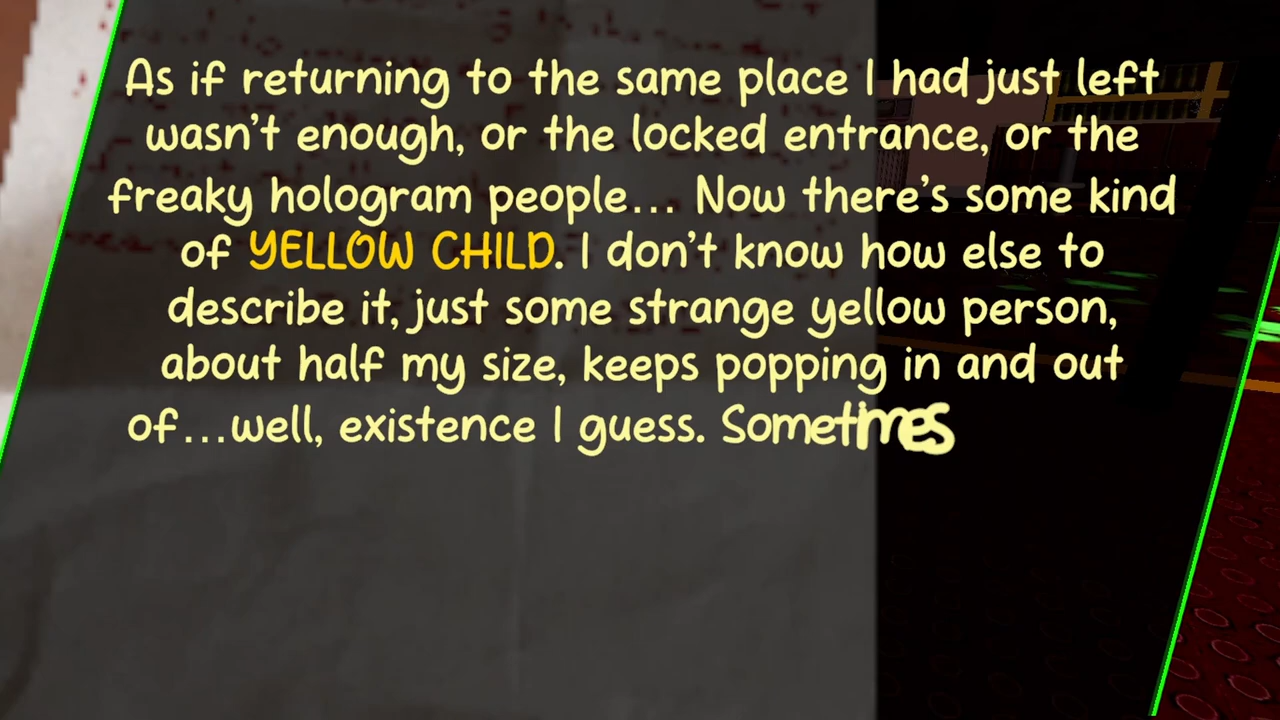 As if returning to the same place I had just left
wasn't enough, or the locked entrance, or the
freaky hologram people... Now there's some kind
of YELLOW CHILD. I don't know how else to
describe it, just some strange yellow person,
about half my size, keeps popping in and out
of...well, existence I guess. Sometimes